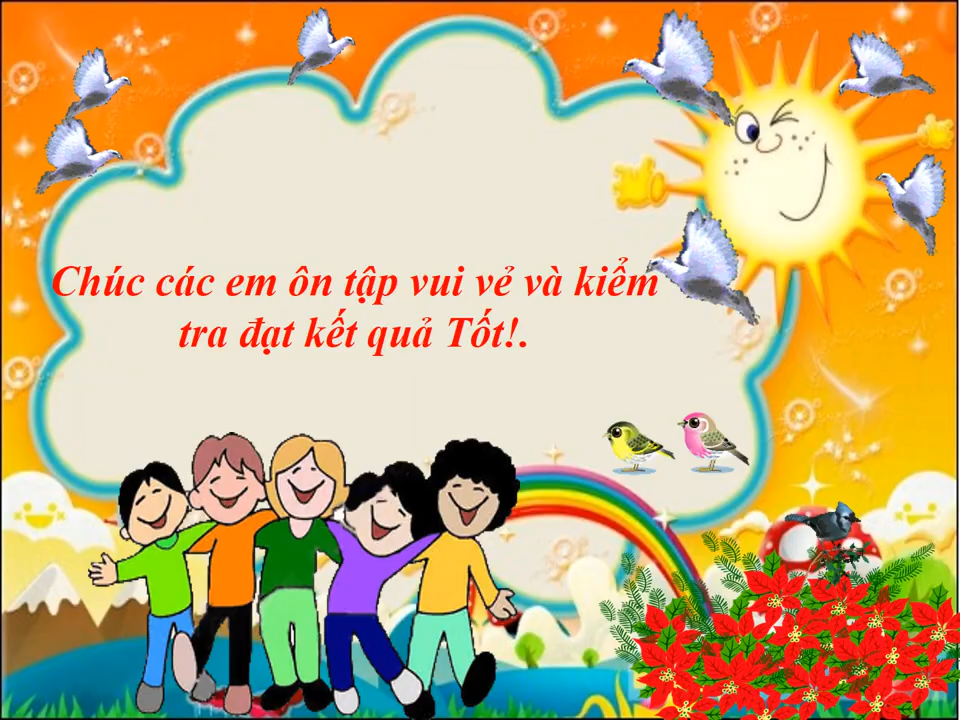 Chúc các em ôn tập vui vẻ và kiểm
tra đạt kết quả Tốt!.